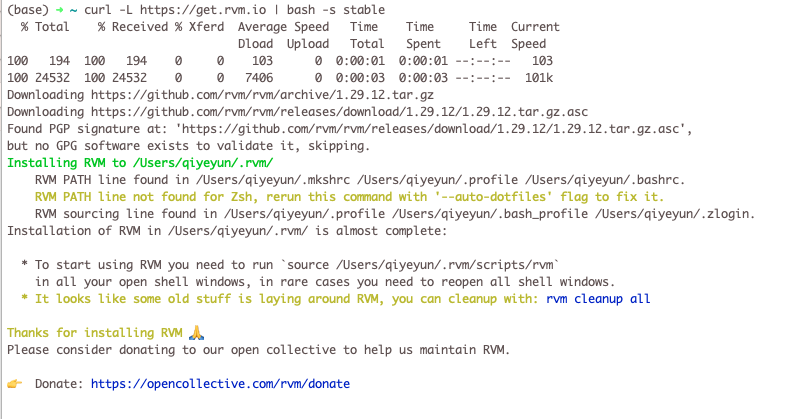 (base) ➜ ~ curl -L https://get.rvm.io | bash -s stable
% Total % Received % Xferd Average Speed Time Time Time Current
Dload Upload Total Spent Left Speed
100 194 100 194 0 0 103 0 0:00:01 0:00:01 --:--:-- 103
100 24532 100 24532 0 0 7406 0 0:00:03 0:00:03 --:--:-- 101k
Downloading https://github.com/rvm/rvm/archive/1.29.12.tar.gz
Downloading https://github.com/rvm/rvm/releases/download/1.29.12/1.29.12.tar.gz.asc
Found PGP signature at: 'https://github.com/rvm/rvm/releases/download/1.29.12/1.29.12.tar.gz.asc',
but no GPG software exists to validate it, skipping.
Installing RVM to /Users/qiyeyun/.rvm/
RVM PATH line found in /Users/qiyeyun/.mkshrc /Users/qiyeyun/.profile /Users/qiyeyun/.bashrc.
RVM PATH line not found for Zsh, rerun this command with '--auto-dotfiles' flag to fix it.
RVM sourcing line found in /Users/qiyeyun/.profile /Users/qiyeyun/.bash_profile /Users/qiyeyun/.zlogin.
Installation of RVM in /Users/qiyeyun/.rvm/ is almost complete:
* To start using RVM you need to run `source /Users/qiyeyun/.rvm/scripts/rvm`
in all your open shell windows, in rare cases you need to reopen all shell windows.
* It looks like some old stuff is laying around RVM, you can cleanup with: rvm cleanup all
Thanks for installing RVM 🙏
Please consider donating to our open collective to help us maintain RVM.
👉 Donate: https://opencollective.com/rvm/donate